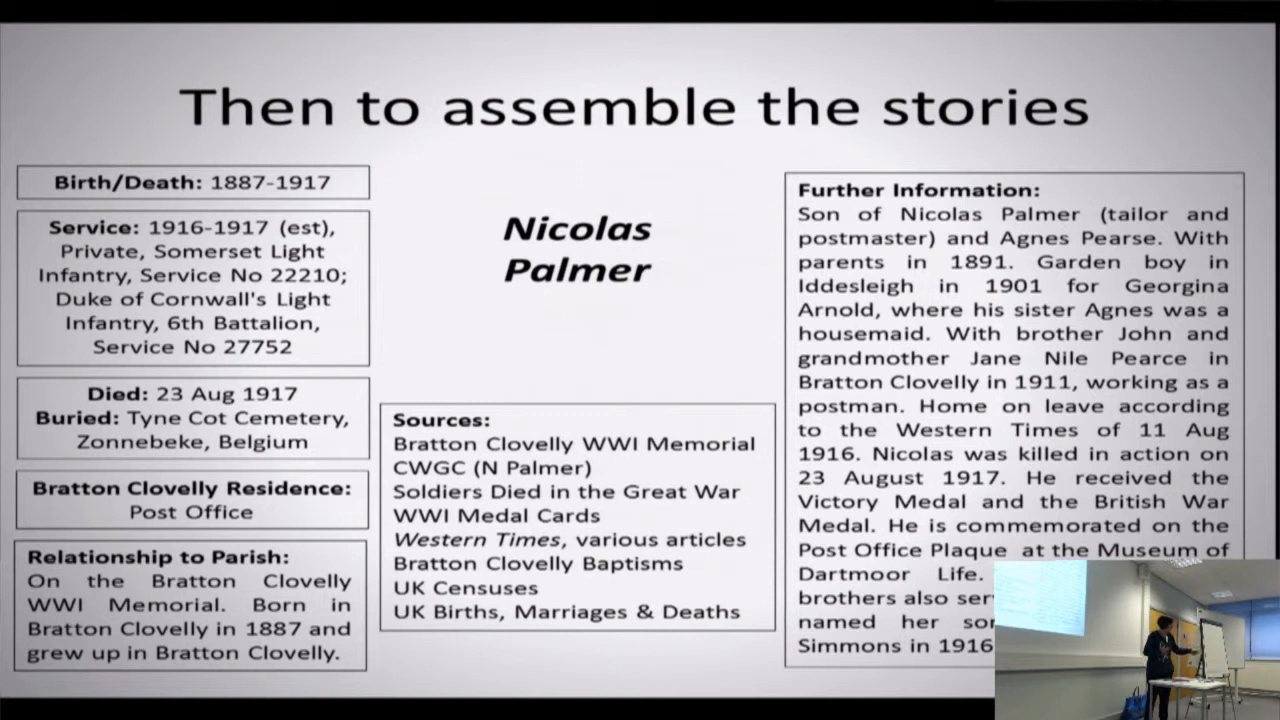 Then to assemble the stories
Birth/Death: 1887-1917
Service: 1916-1917 (est),
Private, Somerset Light
Infantry, Service No 22210;
Duke of Cornwall's Light
Infantry, 6th Battalion,
Service No 27752
Died: 23 Aug 1917
Buried: Tyne Cot Cemetery,
Zonnebeke, Belgium
Bratton Clovelly Residence:
Post Office
Relationship to Parish:
On the Bratton Clovelly
WWI Memorial. Born in
Bratton Clovelly in 1887 and
grew up in Bratton Clovelly.
Nicolas
Palmer
Sources:
Bratton Clovelly WWI Memorial
CWGC (N Palmer)
Soldiers Died in the Great War
WWI Medal Cards
Western Times, various articles
Bratton Clovelly Baptisms
UK Censuses
UK Births, Marriages & Deaths
Further Information:
Son of Nicolas Palmer (tailor and
postmaster) and Agnes Pearse. With
parents in 1891. Garden boy in
Iddesleigh in 1901 for Georgina
Arnold, where his sister Agnes was a
housemaid. With brother John and
grandmother Jane Nile Pearce in
Bratton Clovelly in 1911, working as a
postman. Home on leave according
to the Western Times of 11 Aug
1916. Nicolas was killed in action on
23 August 1917. He received the
Victory Medal and the British War
Medal. He is commemorated on the
Post Office Plaque at the Museum of
Dartmoor Life.
brothers also
named her
Simmons in 1916